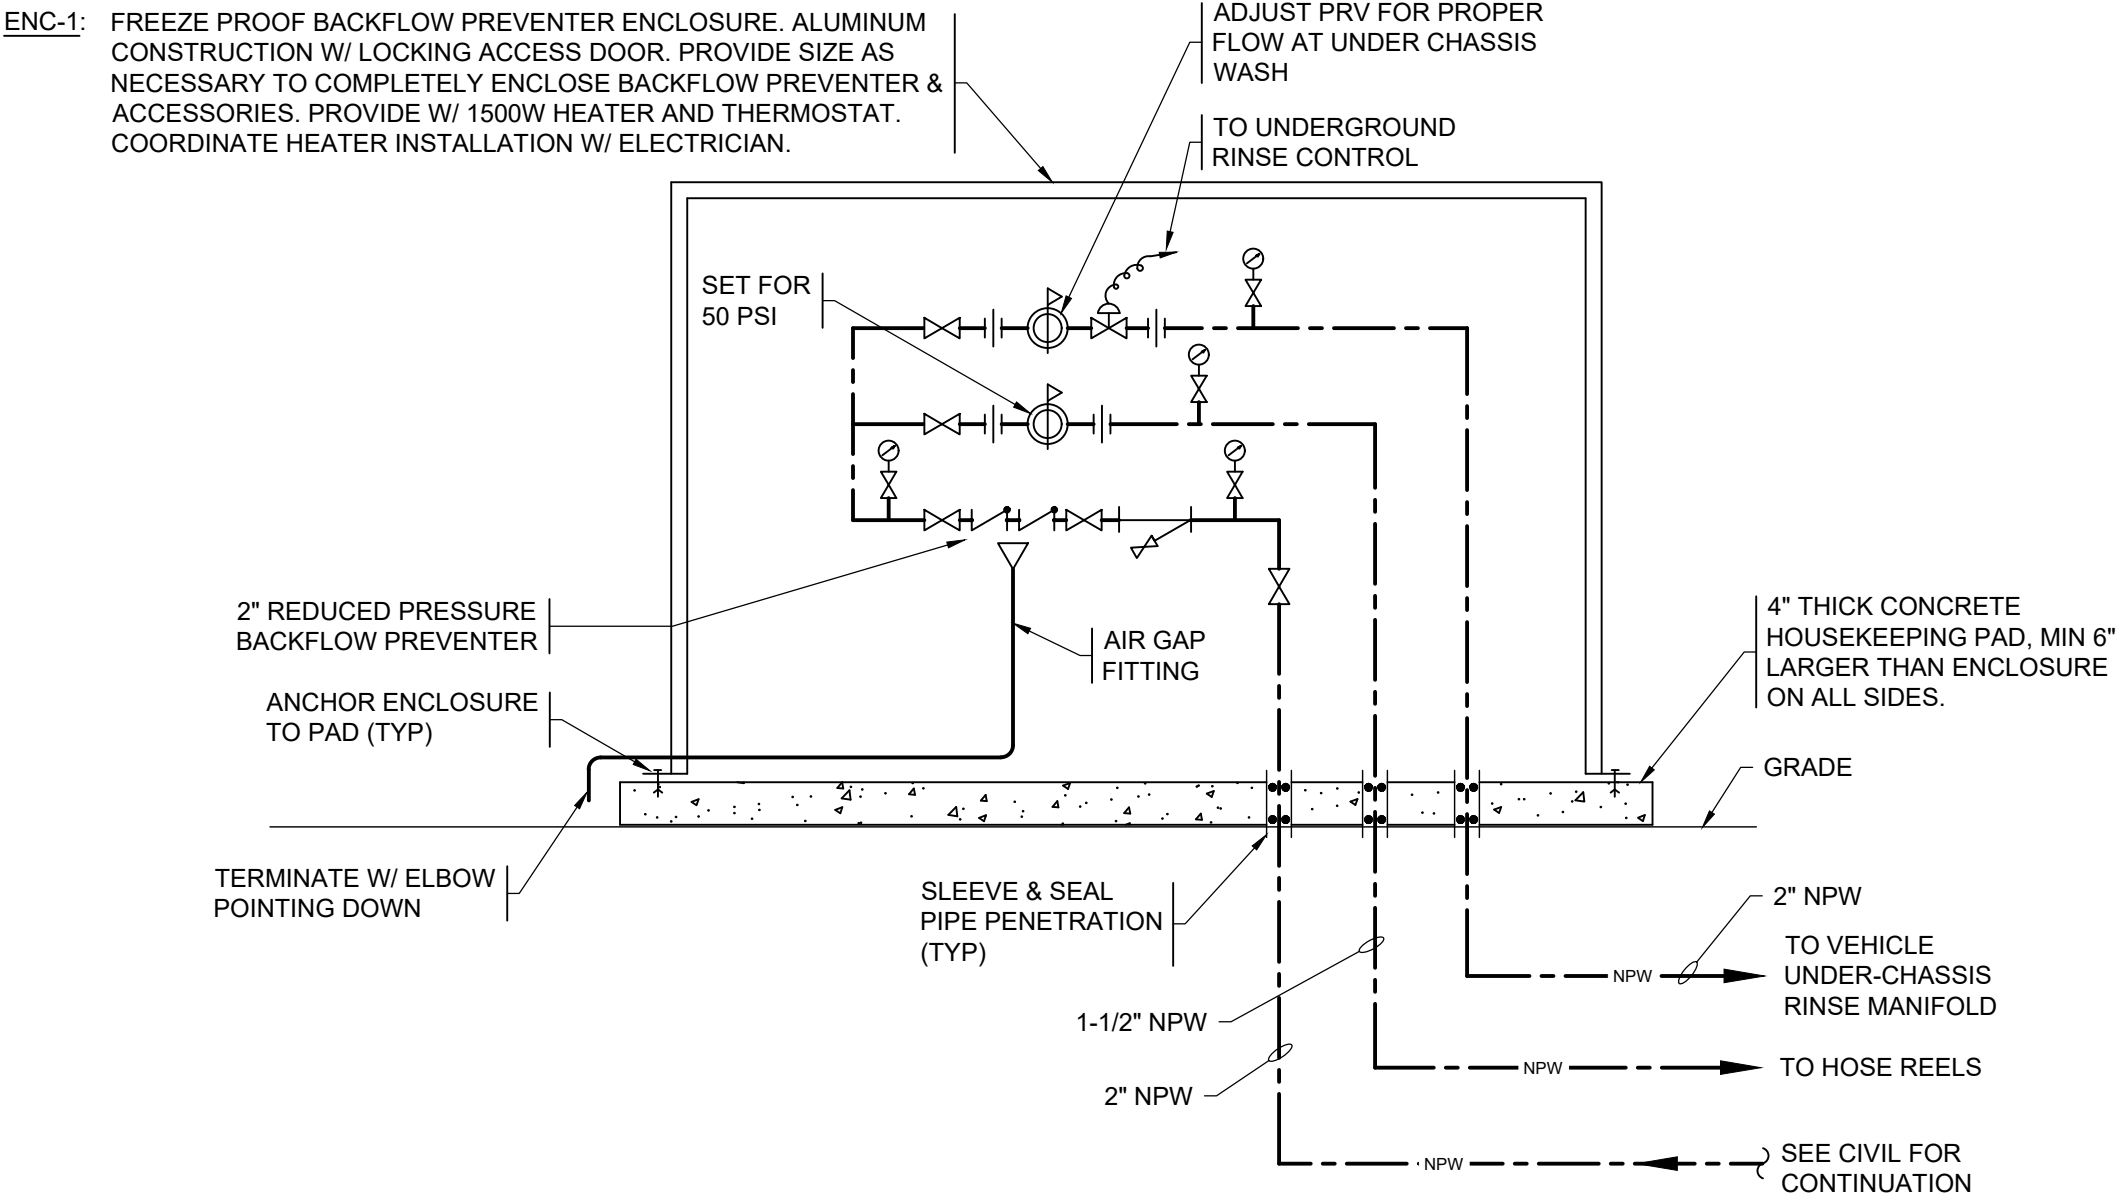 ENC-1: FREEZE PROOF BACKFLOW PREVENTER ENCLOSURE. ALUMINUM
CONSTRUCTION W/ LOCKING ACCESS DOOR. PROVIDE SIZE AS
NECESSARY TO COMPLETELY ENCLOSE BACKFLOW PREVENTER &
ACCESSORIES. PROVIDE W/ 1500W HEATER AND THERMOSTAT.
COORDINATE HEATER INSTALLATION W/ ELECTRICIAN.
ADJUST PRV FOR PROPER
FLOW AT UNDER CHASSIS
WASH
TO UNDERGROUND
RINSE CONTROL
SET FOR
50 PSI
2" REDUCED PRESSURE
BACKFLOW PREVENTER
AIR GAP
FITTING
4" THICK CONCRETE
HOUSEKEEPING PAD, MIN 6"
LARGER THAN ENCLOSURE
ON ALL SIDES.
ANCHOR ENCLOSURE
TO PAD (TYP)
GRADE
TERMINATE W/ ELBOW
POINTING DOWN
SLEEVE & SEAL
PIPE PENETRATION
(TYP)
2" NPW
TO VEHICLE
UNDER-CHASSIS
RINSE MANIFOLD
NPW
1-1/2" NPW
NPW
TO HOSE REELS
2" NPW
NPW
SEE CIVIL FOR
CONTINUATION